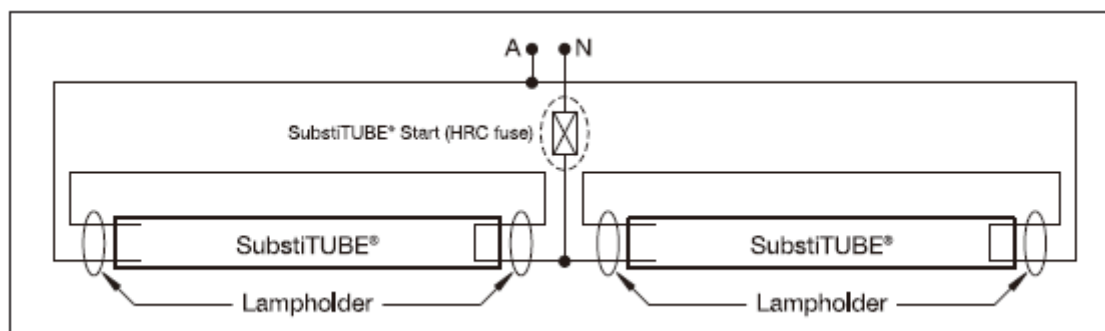 A N
SubstiTUBE® Start (HRC fuse)
SubstiTUBE® SubstiTUBE®
Lampholder Lampholder